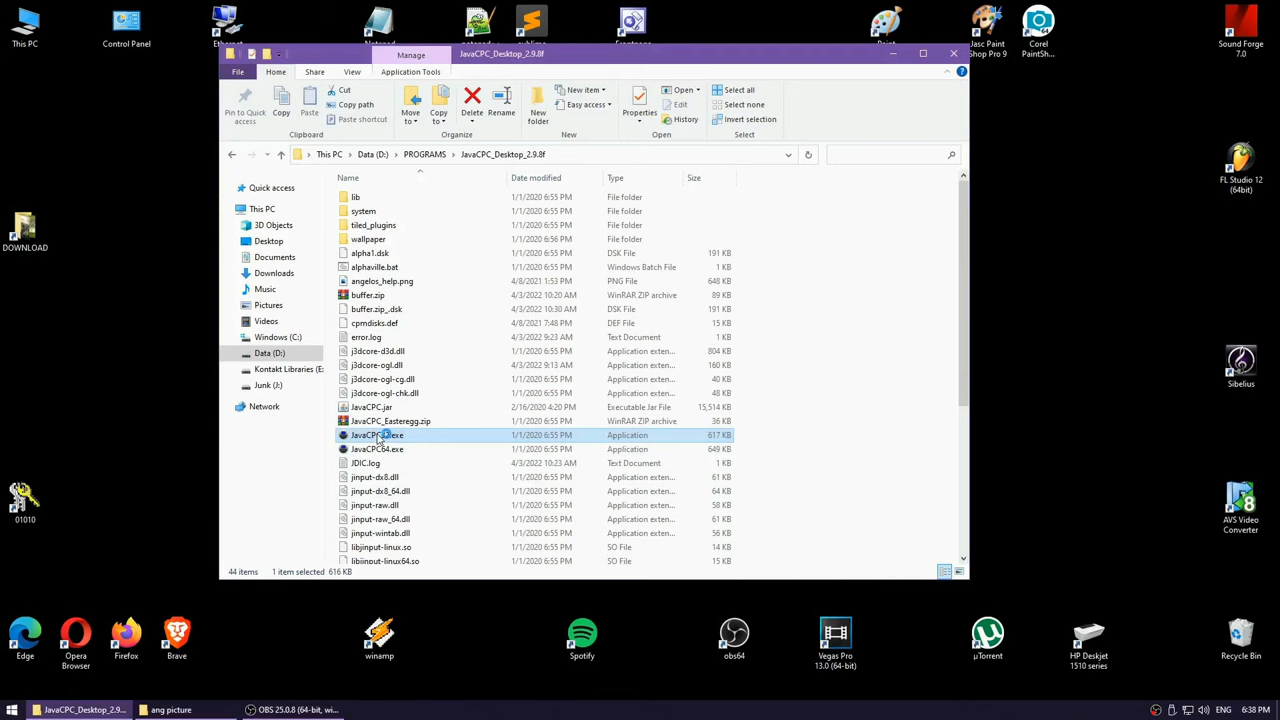 This PC
Control Panel
Ethernet
Notepad
sublime
Paint
Jasc Paint
Shop Pro 9
Corel
PaintSh...
Sound Forge
7.0
Manage
JavaCPC_Desktop_2.9.8f
File
Home
Share
View
Application Tools
Pin to Quick
access
Copy
Paste
Cut
Copy path
Paste shortcut
Clipboard
Move
to
Copy
to
Delete
Rename
Organize
New
folder
New item
Easy access
New
Properties
Open
Edit
History
Open
Select all
Select none
Invert selection
Select
This PC > Data (D:) > PROGRAMS > JavaCPC_Desktop_2.9.8f
Name Date modified Type Size
Quick access
This PC
3D Objects
Desktop
Documents
Downloads
Music
Pictures
Videos
Windows (C:)
Data (D:)
Kontakt Libraries (E:
Junk (J:)
Network
lib 1/1/2020 6:55 PM File folder
system 1/1/2020 6:55 PM File folder
tiled_plugins 1/1/2020 6:55 PM File folder
wallpaper 1/1/2020 6:56 PM File folder
alpha1.dsk 1/1/2020 6:55 PM DSK File 191 KB
alphaville.bat 1/1/2020 6:55 PM Windows Batch File 1 KB
angelos_help.png 4/8/2021 1:53 PM PNG File 648 KB
buffer.zip 4/3/2022 10:20 AM WinRAR ZIP archive 89 KB
buffer.zip_.dsk 4/3/2022 10:30 AM DSK File 191 KB
cpmdisks.def 4/8/2021 7:48 PM DEF File 15 KB
error.log 4/3/2022 9:23 AM Text Document 1 KB
j3dcore-d3d.dll 1/1/2020 6:55 PM Application exten... 804 KB
j3dcore-ogl.dll 4/3/2022 9:13 AM Application exten... 160 KB
j3dcore-ogl-cg.dll 1/1/2020 6:55 PM Application exten... 40 KB
j3dcore-ogl-chk.dll 1/1/2020 6:55 PM Application exten... 48 KB
JavaCPC.jar 2/16/2020 4:20 PM Executable Jar File 15,514 KB
JavaCPC_Easteregg.zip 1/1/2020 6:55 PM WinRAR ZIP archive 36 KB
JavaCPC .exe 1/1/2020 6:55 PM Application 617 KB
JavaCPC64.exe 1/1/2020 6:55 PM Application 649 KB
JDIC.log 4/3/2022 10:23 AM Text Document 1 KB
jinput-dx8.dll 1/1/2020 6:55 PM Application exten... 61 KB
jinput-dx8_64.dll 1/1/2020 6:55 PM Application exten... 64 KB
jinput-raw.dll 1/1/2020 6:55 PM Application exten... 58 KB
jinput-raw_64.dll 1/1/2020 6:55 PM Application exten... 61 KB
jinput-wintab.dll 1/1/2020 6:55 PM Application exten... 56 KB
libjinput-linux.so 1/1/2020 6:55 PM SO File 14 KB
libjinput-linux64.so 1/1/2020 6:55 PM SO File 15 KB
44 items 1 item selected 616 KB
DOWNLOAD
01010
FL Studio 12
(64bit)
Sibelius
AVS Video
Converter
Edge
Opera
Browser
Firefox
Brave
winamp
Spotify
obs64
Vegas Pro
13.0 (64-bit)
µTorrent
HP Deskjet
1510 series
Recycle Bin
JavaCPC_Desktop_2.9...
ang picture
OBS 25.0.8 (64-bit, wi...
ENG
6:38 PM